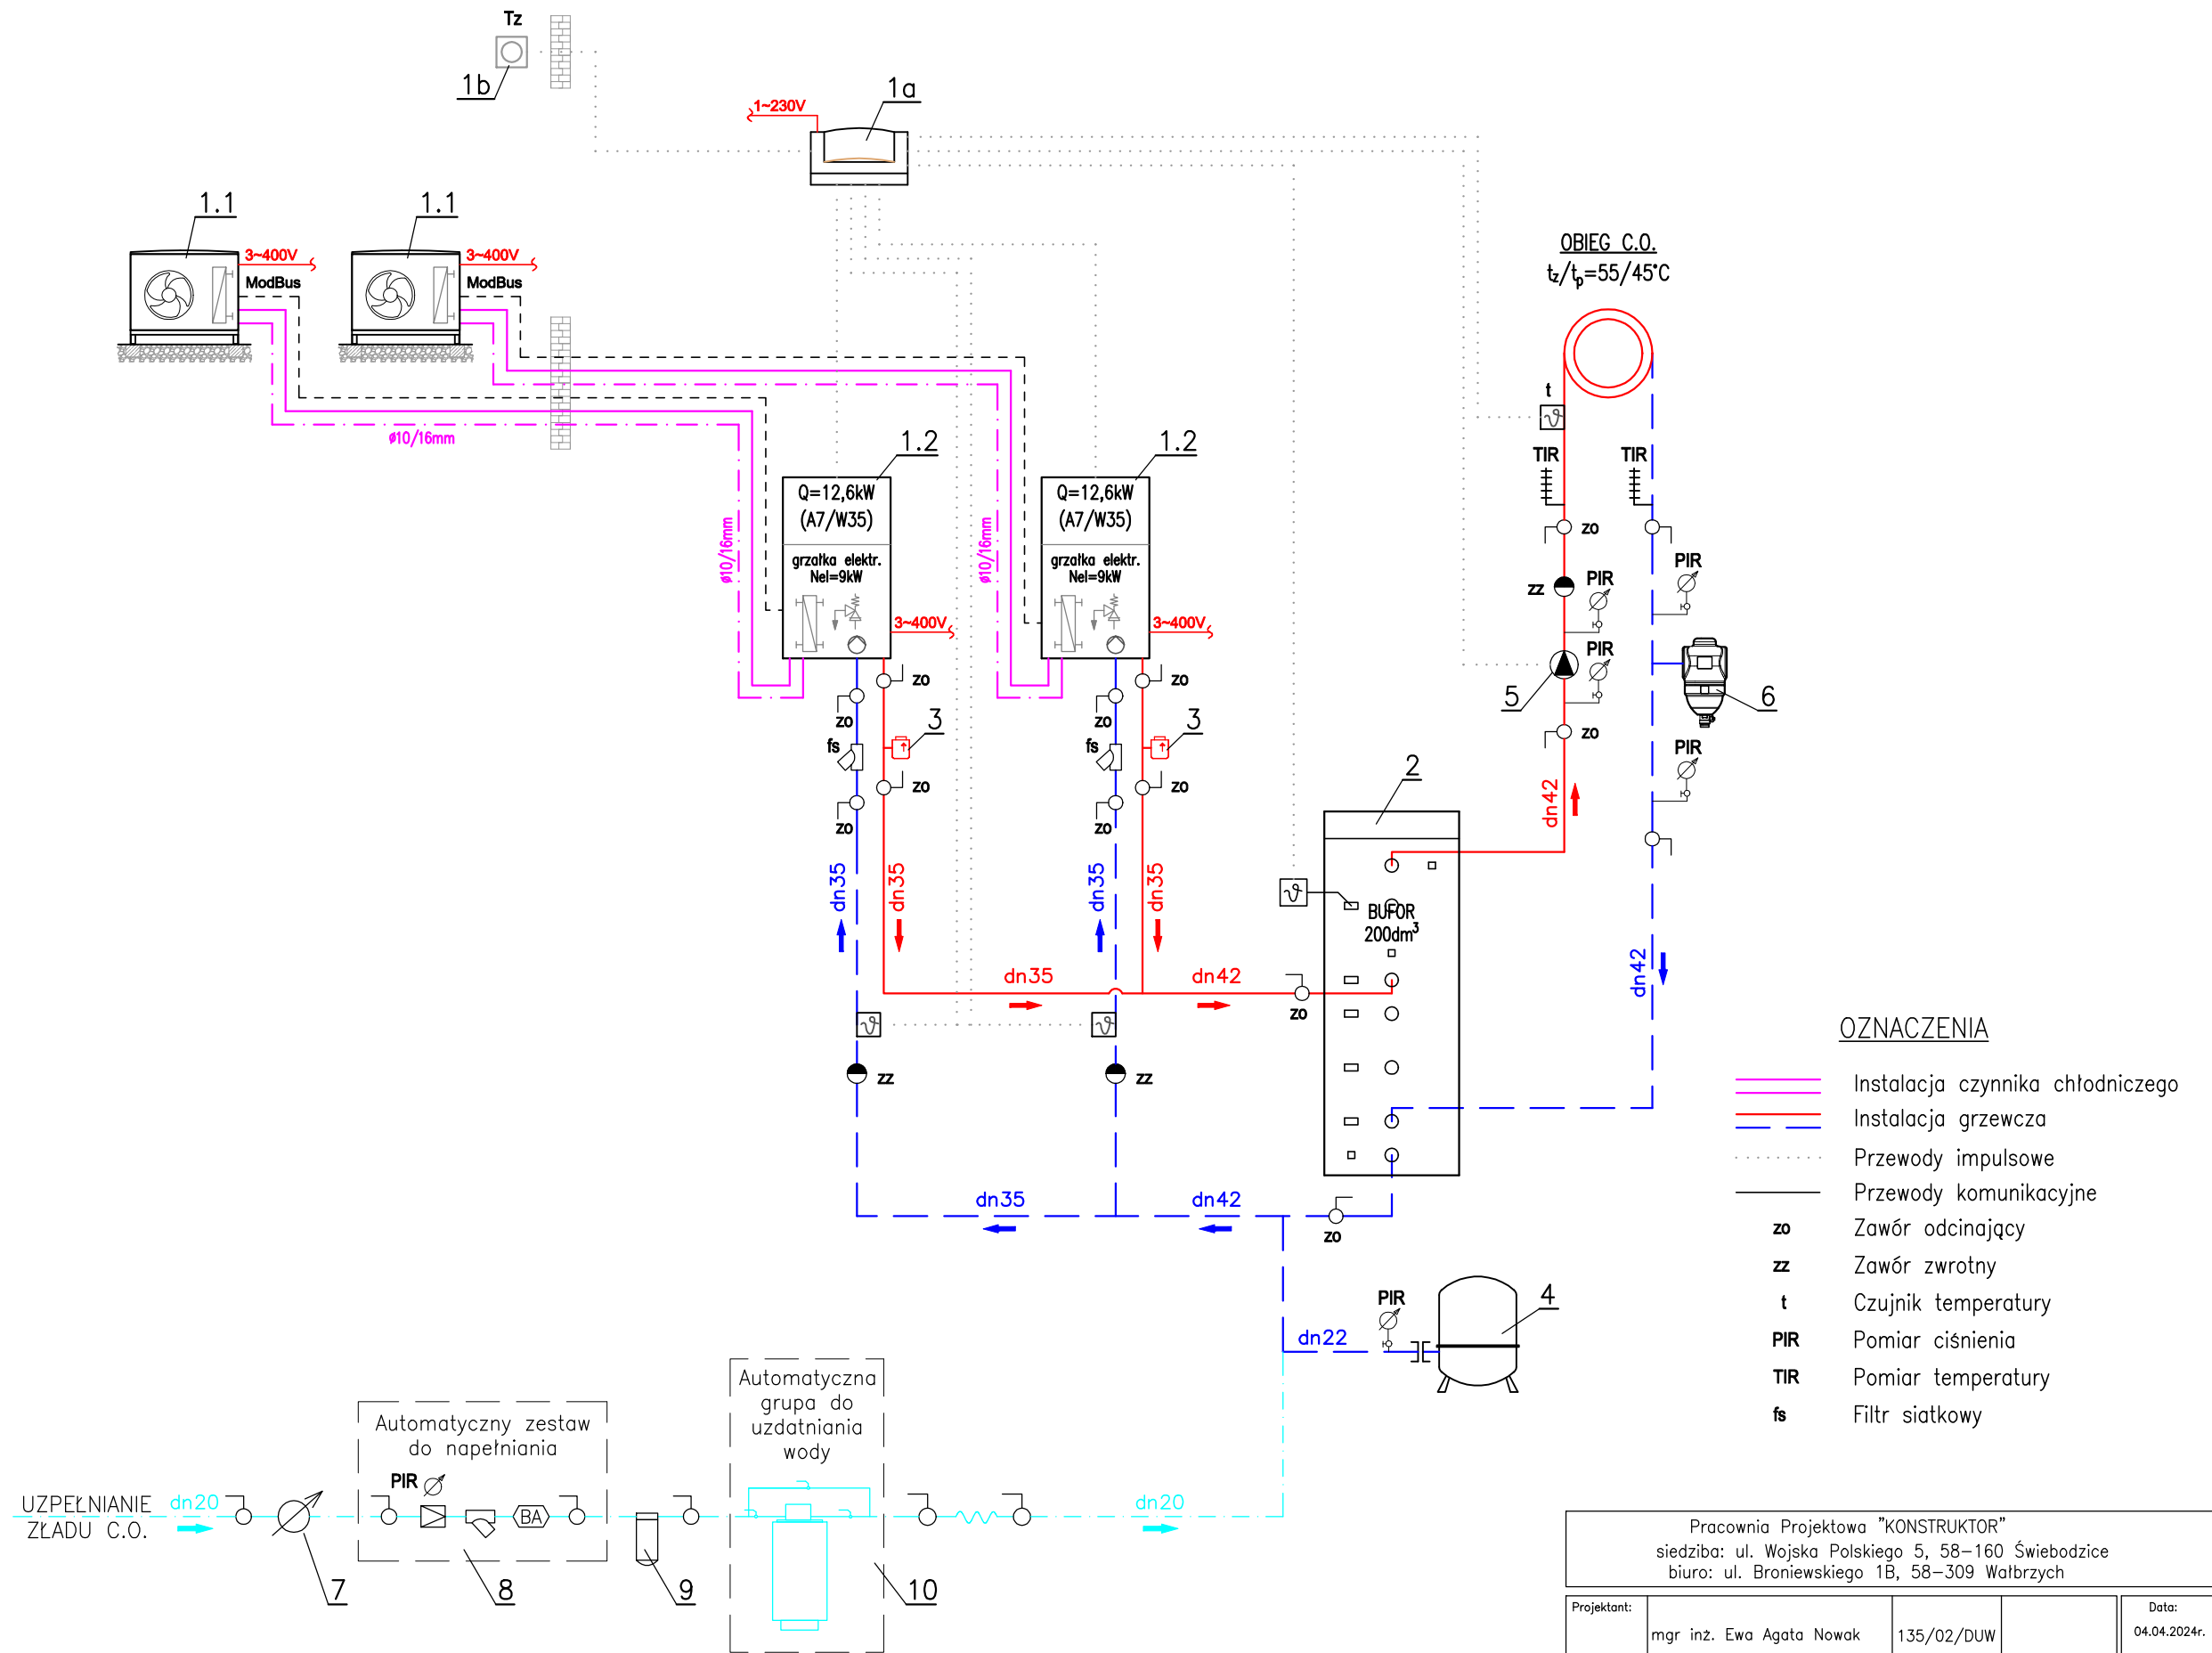 Tz
1b
1a
1~230V
1.1
1.1
3~400V
3~400V
ModBus
ModBus
OBIEG C.O.
tz/tp=55/45°C
ø10/16mm
t
1.2
1.2
TIR
TIR
Q=12,6kW
(A7/W35)
Q=12,6kW
(A7/W35)
zo
ø10/16mm
ø10/16mm
grzałka elektr.
Nel=9kW
grzałka elektr.
Nel=9kW
PIR
zz
PIR
3~400V
3~400V
PIR
zo
zo
5
6
zo
zo
3
3
zo
fs
fs
PIR
zo
zo
2
zo
zo
dn42
dn35
dn35
dn35
dn35
BUFOR
200dm³
dn42
dn35
dn42
zo
OZNACZENIA
zz
zz
Instalacja czynnika chłodniczego
Instalacja grzewcza
Przewody impulsowe
Przewody komunikacyjne
zo Zawór odcinający
zz Zawór zwrotny
t Czujnik temperatury
PIR Pomiar ciśnienia
TIR Pomiar temperatury
fs Filtr siatkowy
dn35
dn42
zo
PIR
4
dn22
Automatyczna
grupa do
uzdatniania
wody
Automatyczny zestaw
do napełniania
PIR
UZPEŁNIANIE
ZŁADU C.O.
dn20
BA
dn20
7
8
9
10
Pracownia Projektowa "KONSTRUKTOR"
siedziba: ul. Wojska Polskiego 5, 58-160 Świebodzice
biuro: ul. Broniewskiego 1B, 58-309 Wałbrzych
Projektant:
mgr inż. Ewa Agata Nowak
135/02/DUW
Data:
04.04.2024r.